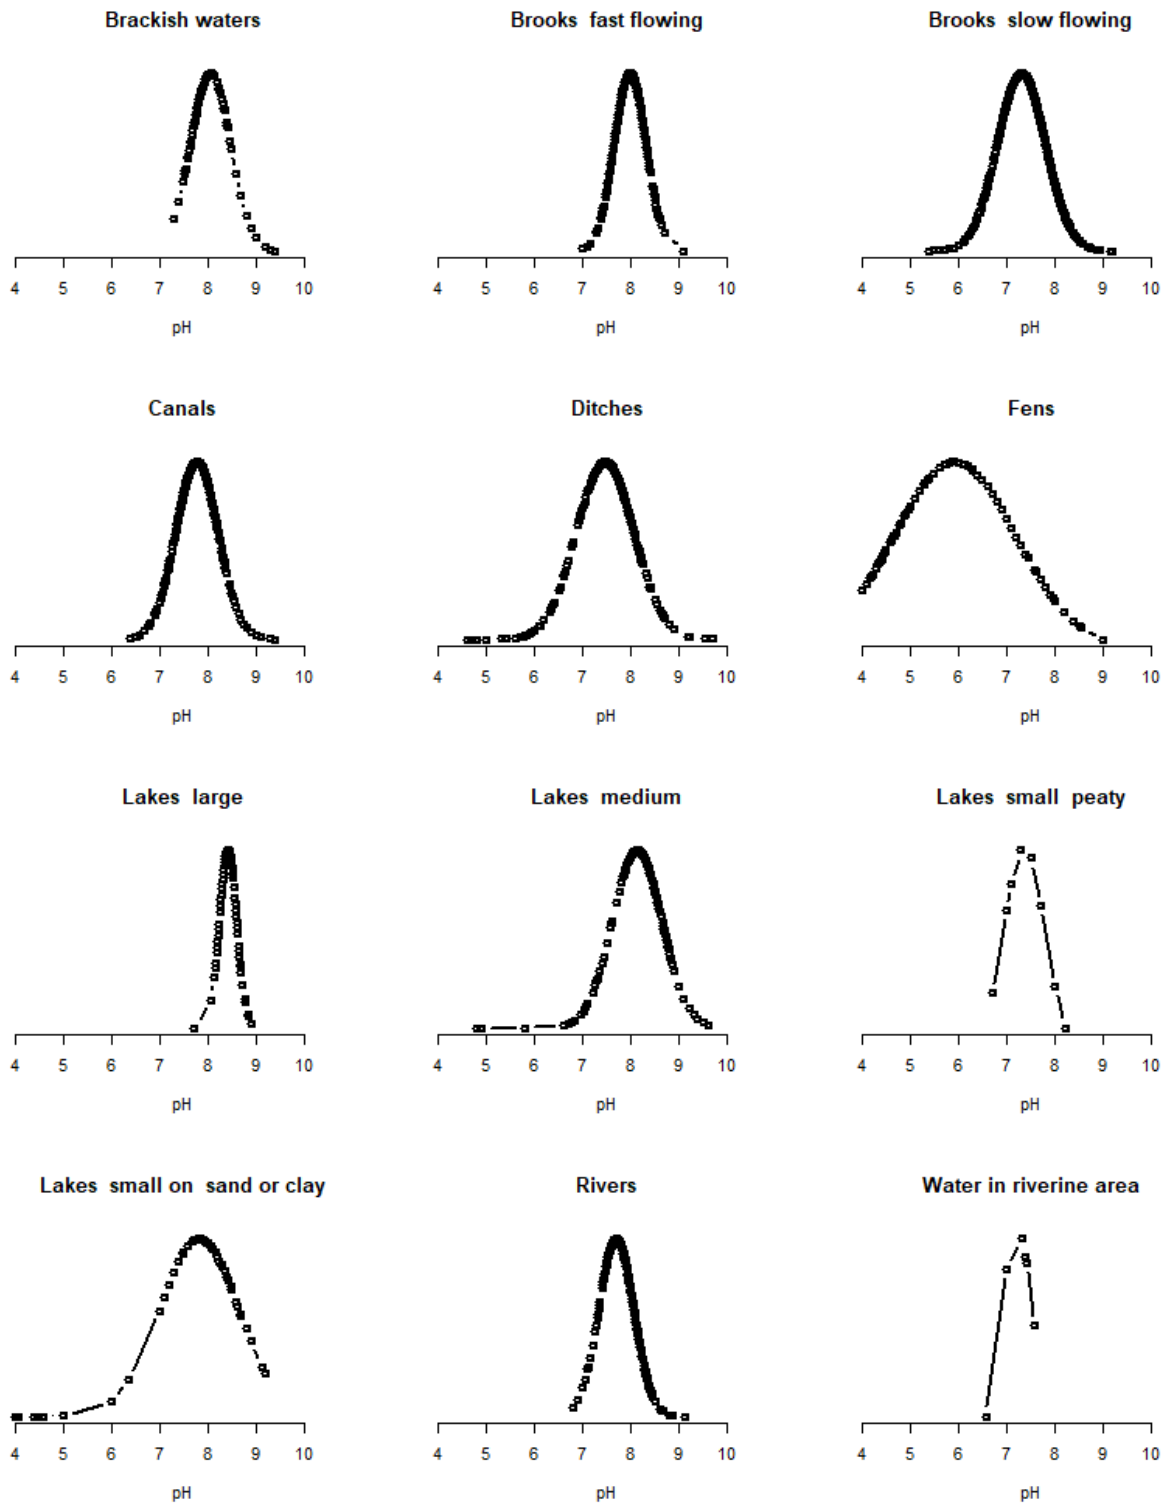 Brackish waters
Brooks  fast flowing
Brooks  slow flowing
4 5 6 7 8 9 10
4 5 6 7 8 9 10
4 5 6 7 8 9 10
pH
pH
pH
Canals
Ditches
Fens
4 5 6 7 8 9 10
4 5 6 7 8 9 10
4 5 6 7 8 9 10
pH
pH
pH
Lakes  large
Lakes  medium
Lakes  small  peaty
4 5 6 7 8 9 10
4 5 6 7 8 9 10
4 5 6 7 8 9 10
pH
pH
pH
Lakes  small on  sand or clay
Rivers
Water in riverine area
4 5 6 7 8 9 10
4 5 6 7 8 9 10
4 5 6 7 8 9 10
pH
pH
pH